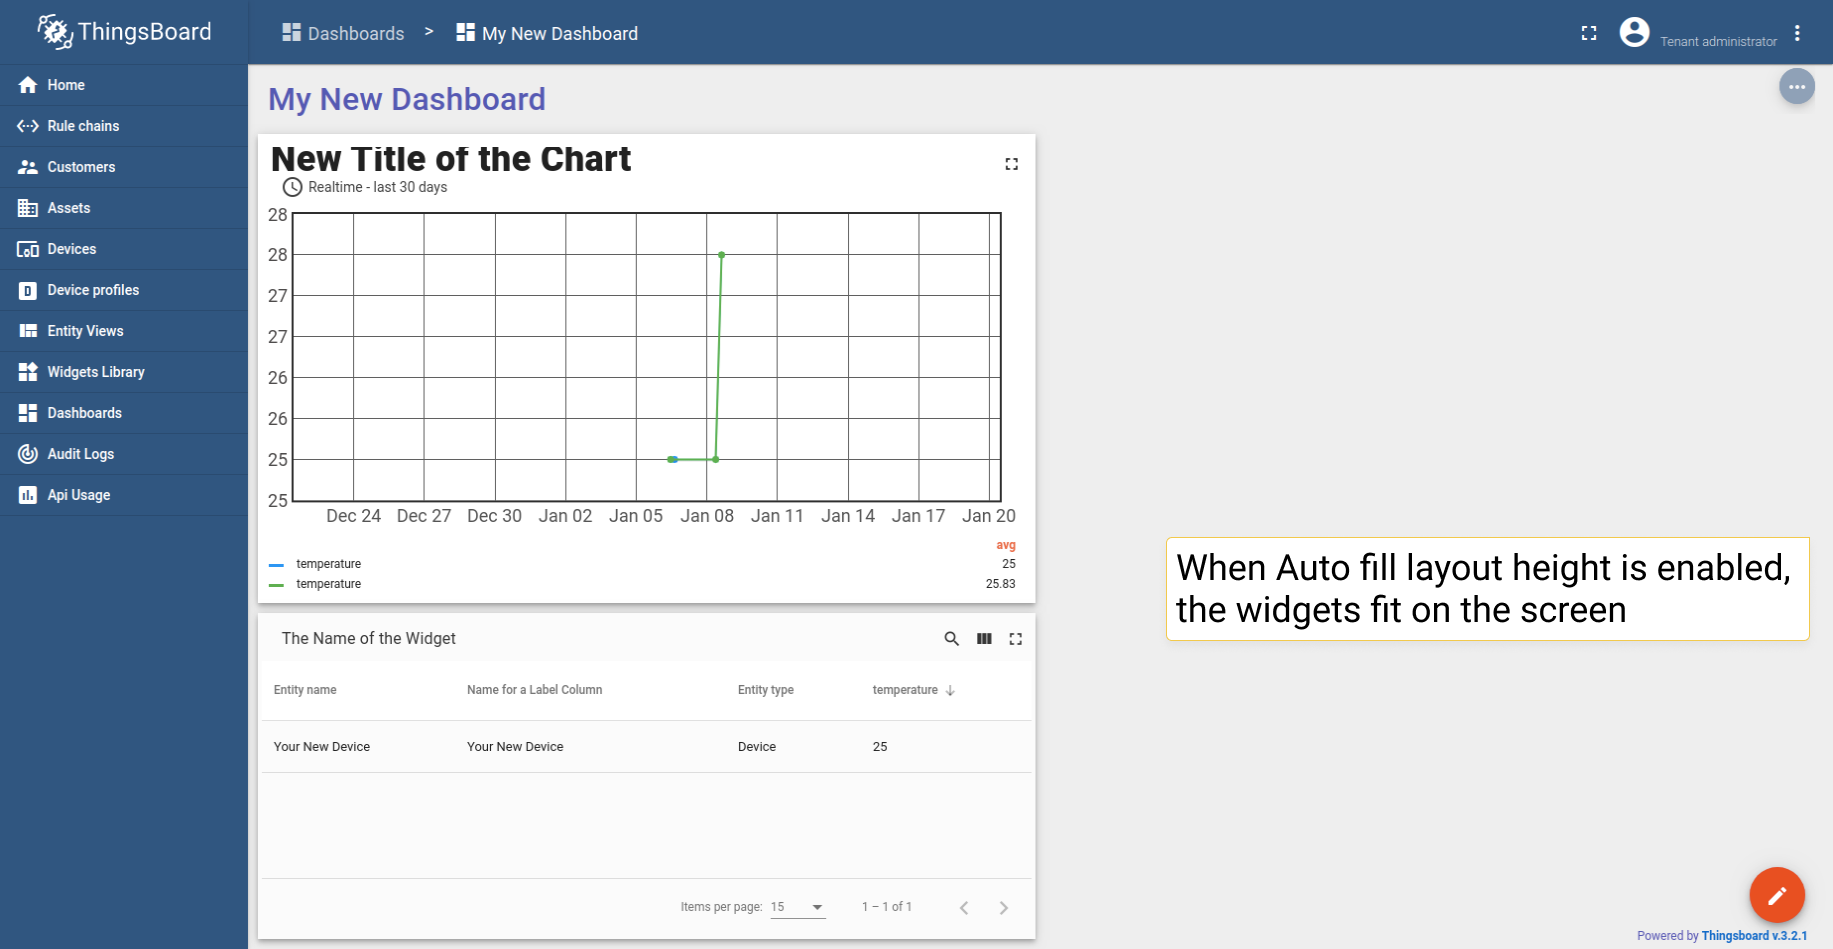 ThingsBoard
Dashboards > My New Dashboard
Tenant administrator
Home
Rule chains
Customers
Assets
Devices
Device profiles
Entity Views
Widgets Library
Dashboards
Audit Logs
Api Usage
My New Dashboard
New Title of the Chart
Realtime - last 30 days
28
28
27
27
26
26
25
25
Dec 24 Dec 27 Dec 30 Jan 02 Jan 05 Jan 08 Jan 11 Jan 14 Jan 17 Jan 20
avg
temperature 25
temperature 25.83
When Auto fill layout height is enabled,
the widgets fit on the screen
The Name of the Widget
Entity name Name for a Label Column Entity type temperature
Your New Device Your New Device Device 25
Items per page: 15 1 – 1 of 1
Powered by Thingsboard v.3.2.1